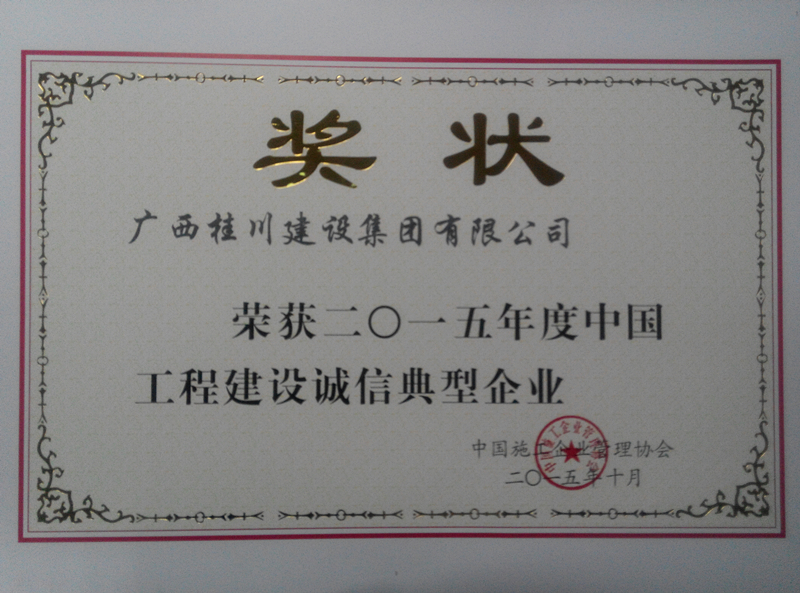 奖状
广西桂川建设集团有限公司
荣获二〇一五年度中国
工程建设诚信典型企业
中国施工企业管理协会
二〇一五年十月